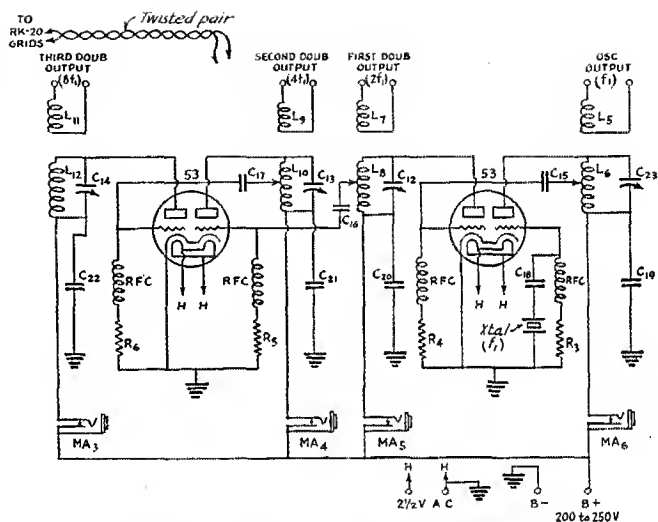 TO
RK-20
GRIDS
Twisted pair
THIRD DOUB
OUTPUT
(8f₁)
SECOND DOUB
OUTPUT
(4f₁)
FIRST DOUB
OUTPUT
(2f₁)
OSC
OUTPUT
(f₁)
L₁₁
L₉
L₇
L₅
L₁₂
C₁₄
53
C₁₇
L₁₀
C₁₃
L₈
C₁₂
53
C₁₅
L₆
C₂₃
C₁₆
C₂₂
RFC
H H
RFC
C₂₁
C₂₀
RFC
H H
C₁₈
RFC
C₁₉
R₆
R₅
R₄
Xtal
(f₁)
R₃
MA₃
MA₄
MA₅
MA₆
H H
2½V A C
B-
B+
200 to 250V